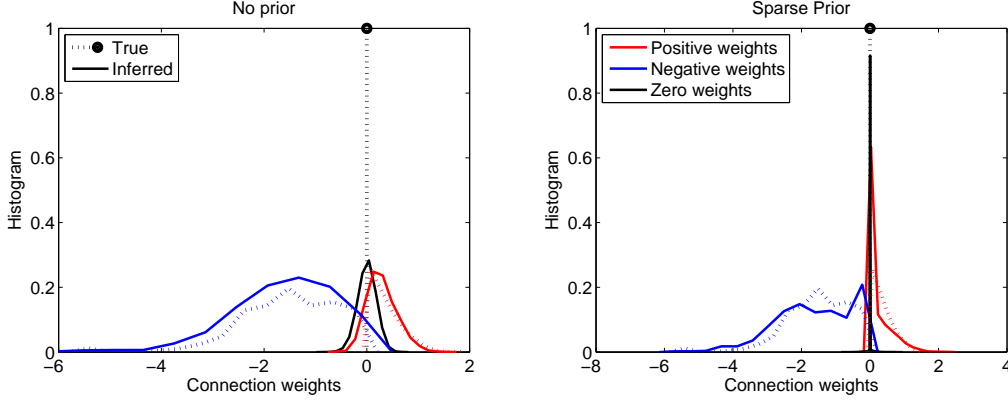 No prior
1
0.8
0.6
0.4
0.2
0
Histogram
True
Inferred
−6
−4
−2
0
2
Connection weights
Sparse Prior
1
0.8
0.6
0.4
0.2
0
Histogram
Positive weights
Negative weights
Zero weights
−8
−6
−4
−2
0
2
4
Connection weights